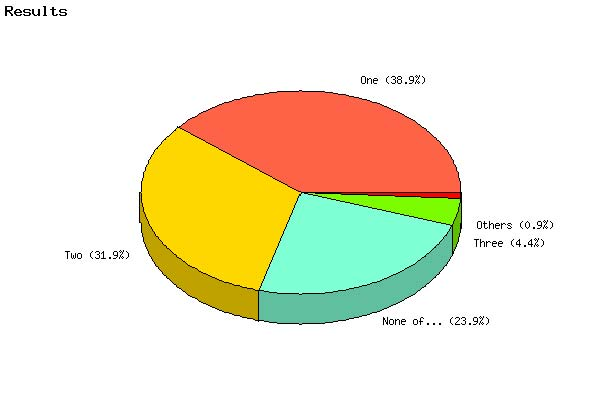 Results
One (38.9%)
Others (0.9%)
Three (4.4%)
Two (31.9%)
None of... (23.9%)